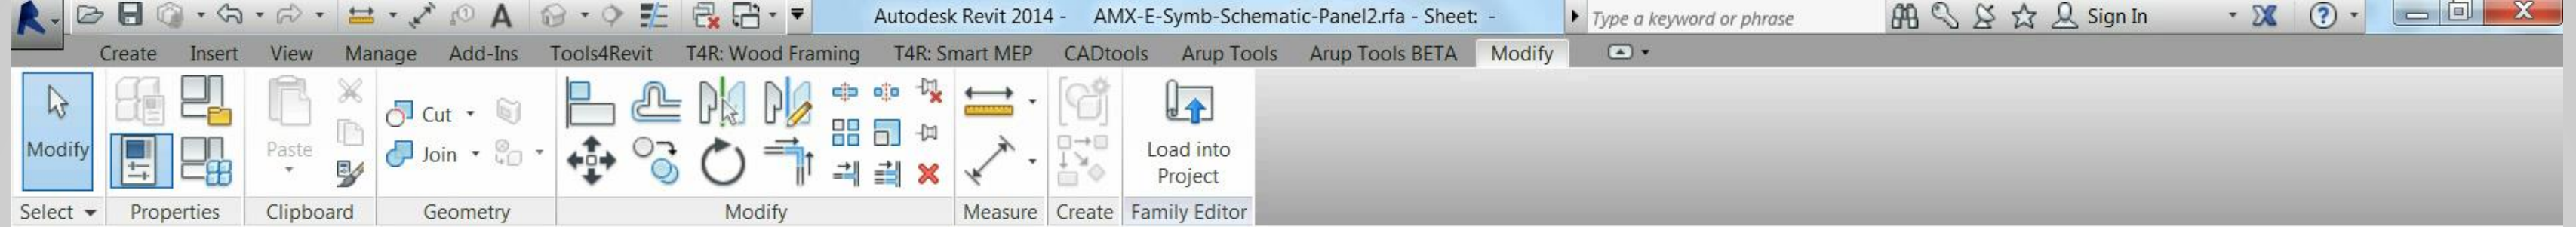 Autodesk Revit 2014 - AMX-E-Symb-Schematic-Panel2.rfa - Sheet: - Type a keyword or phrase Sign In
Create Insert View Manage Add-Ins Tools4Revit T4R: Wood Framing T4R: Smart MEP CADtools Arup Tools Arup Tools BETA Modify
Modify
Paste
Cut
Join
Load into
Project
Select Properties Clipboard Geometry Modify Measure Create Family Editor